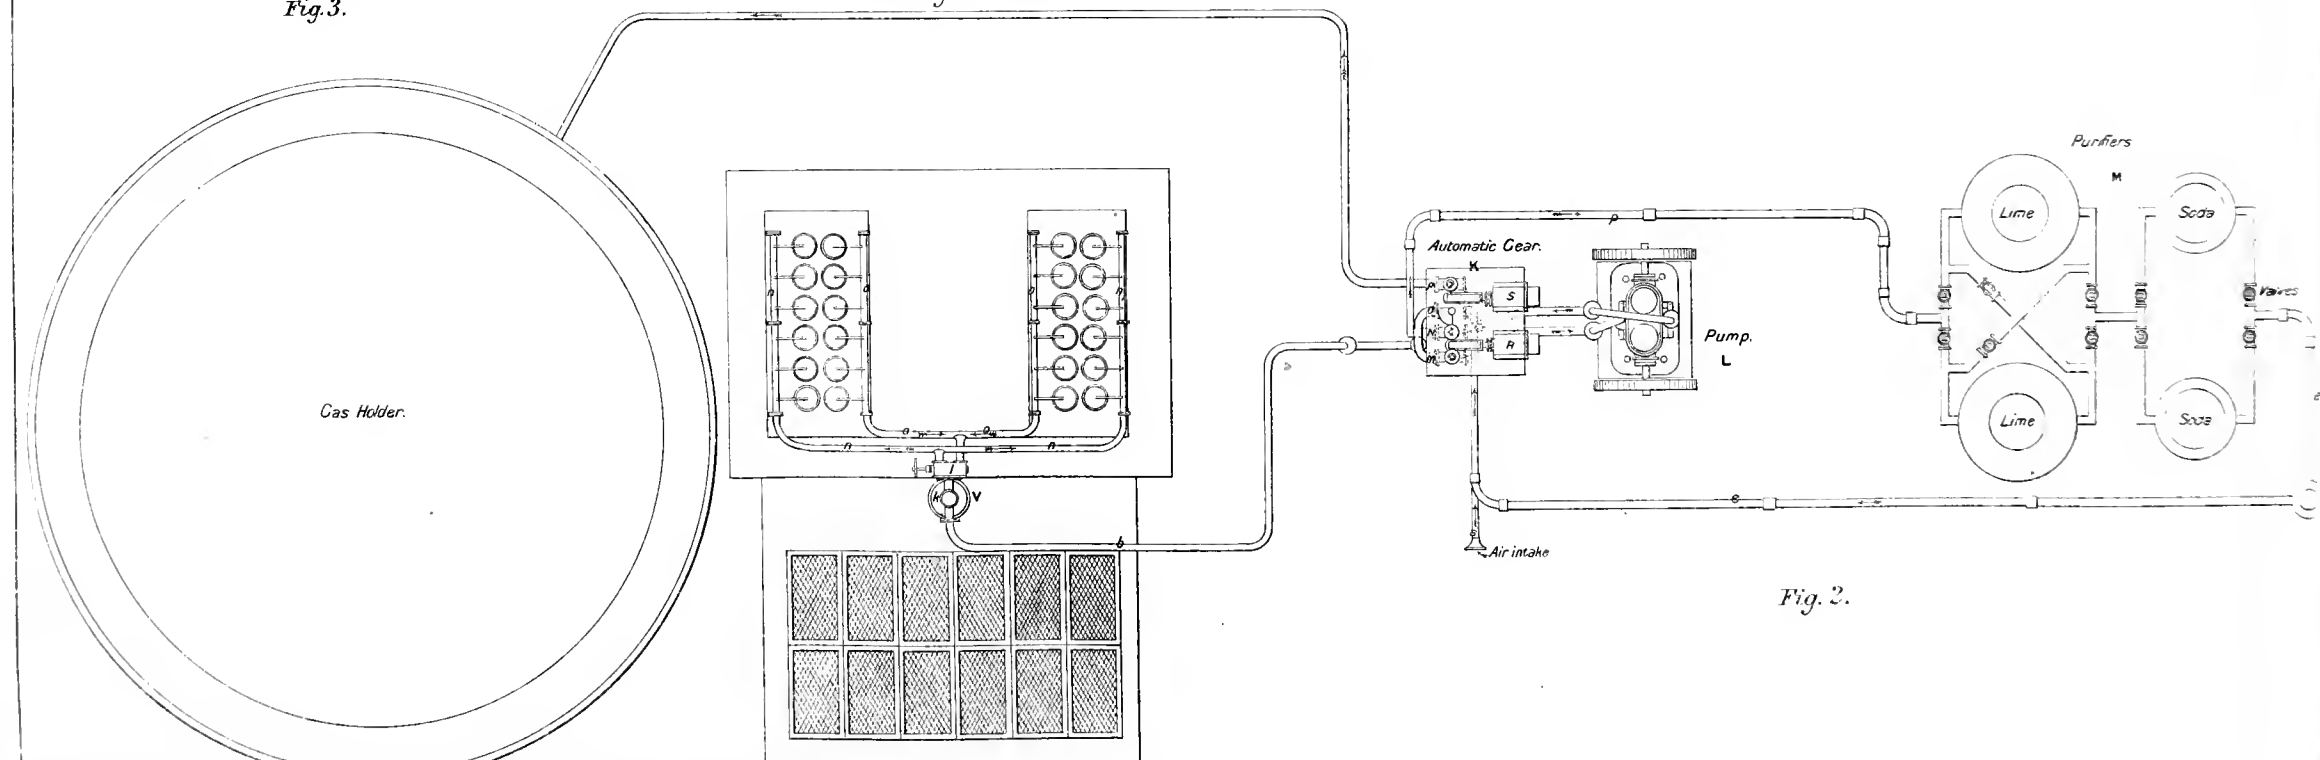 Fig. 3.
Purifiers
M
Lime
Soda
p
Automatic Gear.
K
S
Valves
n
o
o
n
N
R
Pump.
L
m
Gas Holder.
Lime
Soda
o
o
n
n
l
k
V
e
b
Air intake
Fig. 2.